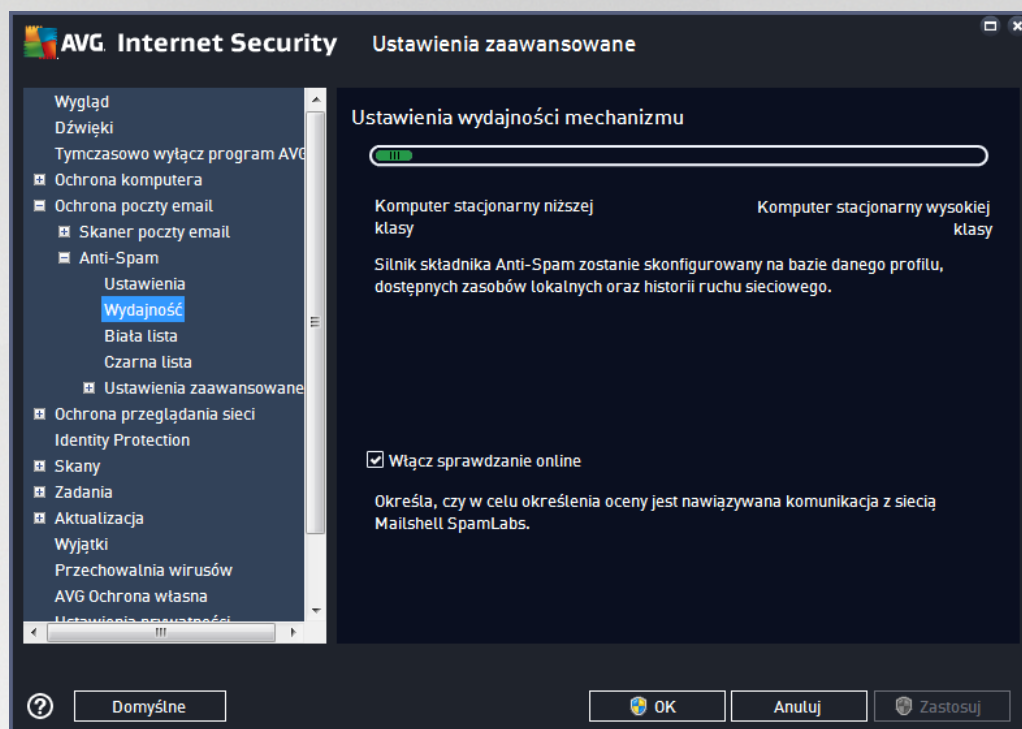 AVG. Internet Security
Ustawienia zaawansowane
Wygląd
Dźwięki
Tymczasowo wyłącz program AVG
Ochrona komputera
Ochrona poczty email
Skaner poczty email
Anti-Spam
Ustawienia
Wydajność
Biała lista
Czarna lista
Ustawienia zaawansowane
Ochrona przeglądania sieci
Identity Protection
Skany
Zadania
Aktualizacja
Wyjątki
Przechowalnia wirusów
AVG Ochrona własna
Ustawienia prywatności
Ustawienia wydajności mechanizmu
Komputer stacjonarny niższej
klasy
Komputer stacjonarny wysokiej
klasy
Silnik składnika Anti-Spam zostanie skonfigurowany na bazie danego profilu,
dostępnych zasobów lokalnych oraz historii ruchu sieciowego.
Włącz sprawdzanie online
Określa, czy w celu określenia oceny jest nawiązywana komunikacja z siecią
Mailshell SpamLabs.
? Domyślne
OK
Anuluj
Zastosuj